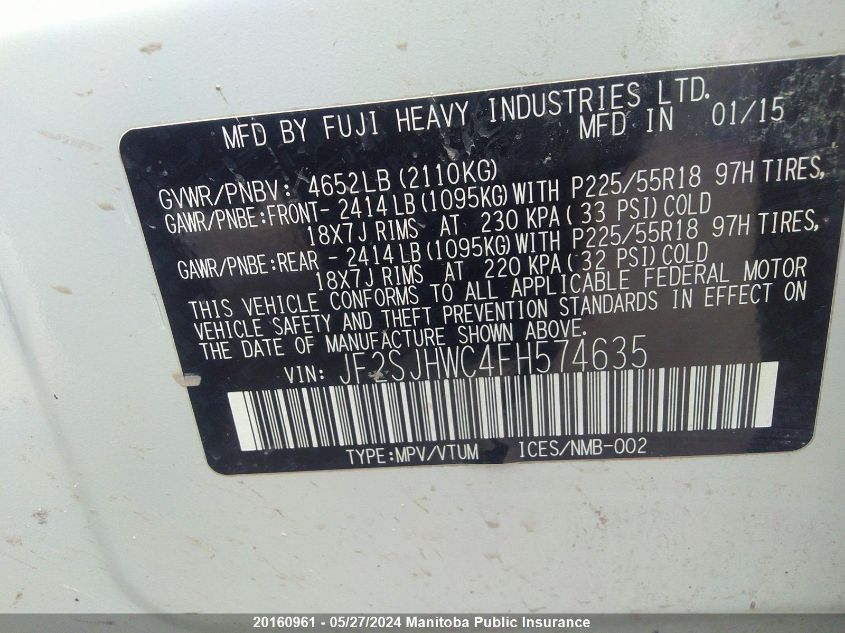 MFD BY FUJI HEAVY INDUSTRIES LTD.
MFD IN 01/15
GVWR/PNBV: 4652LB (2110KG)
GAWR/PNBE:FRONT- 2414 LB (1095KG) WITH P225/55R18 97H TIRES,
18X7J RIMS AT 230 KPA( 33 PSI) COLD
GAWR/PNBE:REAR - 2414 LB (1095KG) WITH P225/55R18 97H TIRES,
18X7J RIMS AT 220 KPA( 32 PSI) COLD
THIS VEHICLE CONFORMS TO ALL APPLICABLE FEDERAL MOTOR
VEHICLE SAFETY AND THEFT PREVENTION STANDARDS IN EFFECT ON
THE DATE OF MANUFACTURE SHOWN ABOVE.
VIN: JF2SJHWC4FH574635
TYPE:MPV/VTUM ICES/NMB-002
20160961 - 05/27/2024 Manitoba Public Insurance